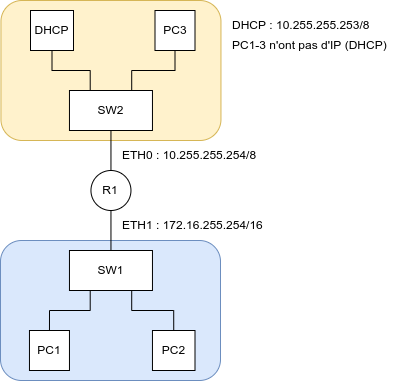 DHCP
PC3
DHCP : 10.255.255.253/8
PC1-3 n'ont pas d'IP (DHCP)
SW2
ETH0 : 10.255.255.254/8
R1
ETH1 : 172.16.255.254/16
SW1
PC1
PC2